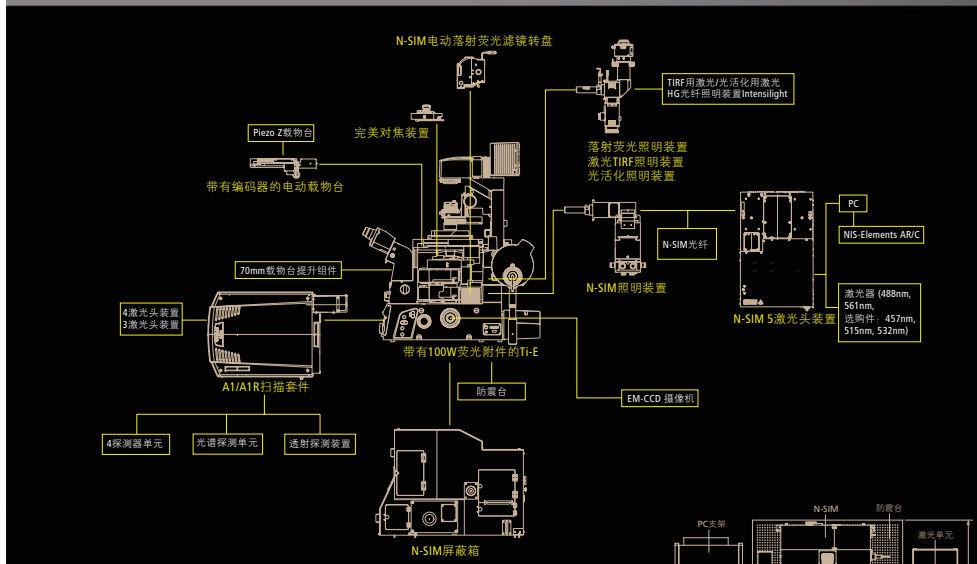 N-SIM电动落射荧光滤镜转盘
TIRF用激光/光活化用激光
HG光纤照明装置Intensilight
完美对焦装置
Piezo Z载物台
带有编码器的电动载物台
落射荧光照明装置
激光TIRF照明装置
光活化照明装置
PC
NIS-Elements AR/C
N-SIM光纤
70mm载物台提升组件
N-SIM照明装置
激光器 (488nm,
561nm,
选购件：457nm,
515nm, 532nm)
N-SIM 5激光头装置
4激光头装置
3激光头装置
带有100W荧光附件的Ti-E
A1/A1R扫描套件
防震台
EM-CCD 摄像机
4探测器单元
光谱探测单元
透射探测装置
N-SIM屏蔽箱
N-SIM
防震台
PC支架
激光单元